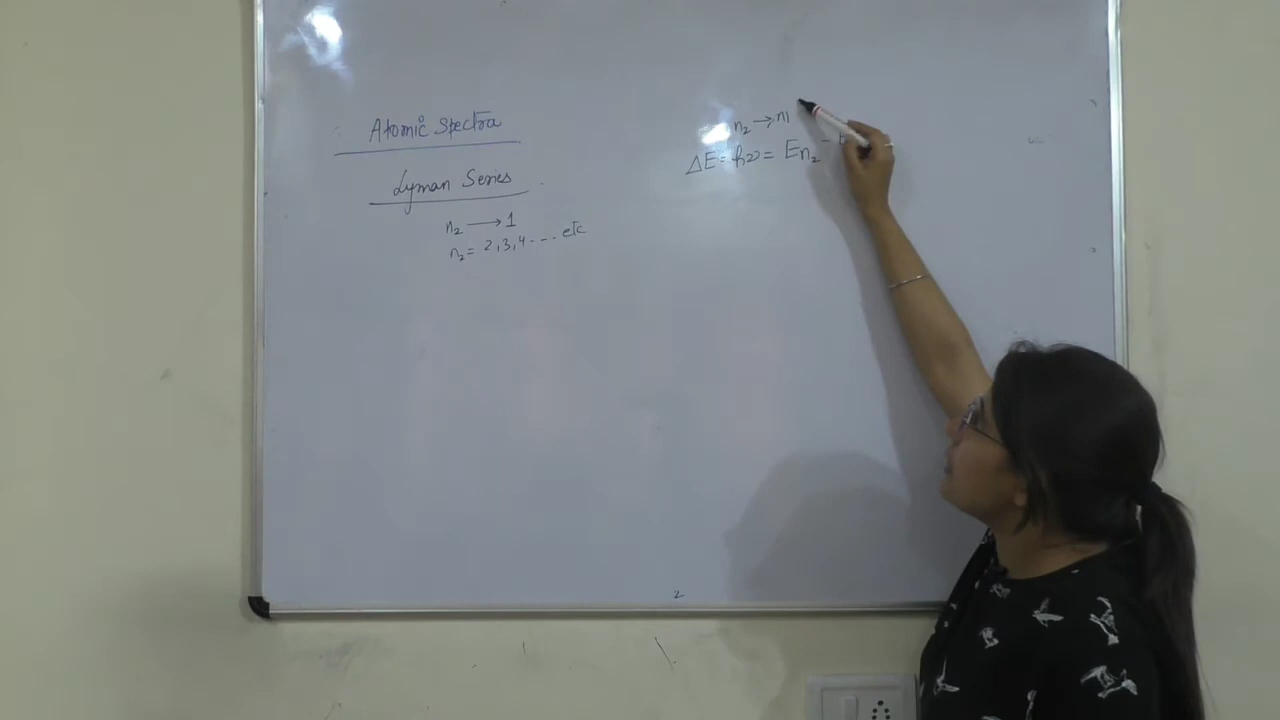 Atomic Spectra
Lyman Series
n₂ → 1
n₂ = 2, 3, 4 .... etc
n₂ → n1
ΔE = hν = En₂ -